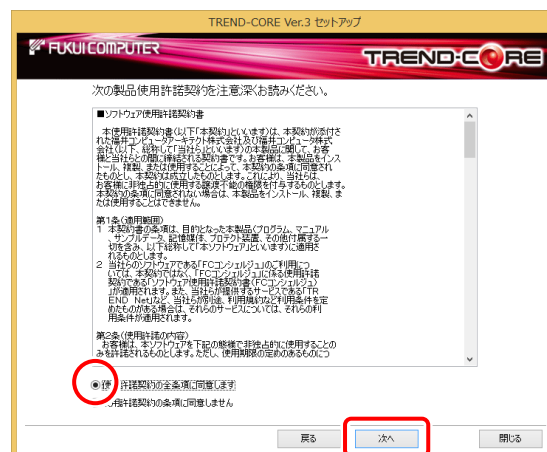 TREND-CORE Ver.3 セットアップ
FUKUI COMPUTER
TREND-CORE
次の製品使用許諾契約を注意深くお読みください。
■ソフトウェア使用許諾契約書
本使用許諾契約書（以下「本契約」といいます）は、本契約が添付さ
れた福井コンピュータアーキテクト株式会社及び福井コンピュータ株式
会社（以下、総称して「当社ら」といいます）の本製品に関して、お客
様と当社らとの間に締結される契約書です。お客様は、本製品をインス
トール、複製、または使用することによって、本契約の条項に同意され
たものとし、本契約は成立したものとします。これにより、当社らは、
お客様に非独占的に使用する譲渡不能の権限を付与するものとします。
本契約の条項に同意されない場合は、本製品をインストール、複製、ま
たは使用することはできません。
第1条（適用範囲）
1 本契約書の条項は、目的となった本製品（プログラム、マニュアル
、サンプルデータ、記憶媒体、プロテクト装置、その他付属する一
切を含み、以下総称して「本ソフトウェア」といいます）に適用さ
れるものとします。
2 当社らのソフトウェアである「FCコンシェルジュ」のご利用につ
いては、本契約ではなく、「FCコンシェルジュに係る使用許諾
契約である「ソフトウェア使用許諾契約書（FCコンシェルジュ）
」が適用されます。また、当社らが提供するサービスである「TR
END Net」など、当社らが別途、利用規約など利用条件を定
めたものがある場合は、それらのサービスについては、それらの利
用条件が適用されます。
第2条（使用許諾の内容）
お客様は、本ソフトウェアを下記の態様で非独占的に使用することの
みを許諾されるものとします。ただし、使用期限の定めのあるものにつ
使 許諾契約の全条項に同意します
許諾契約の条項に同意しません
戻る 次へ 閉じる